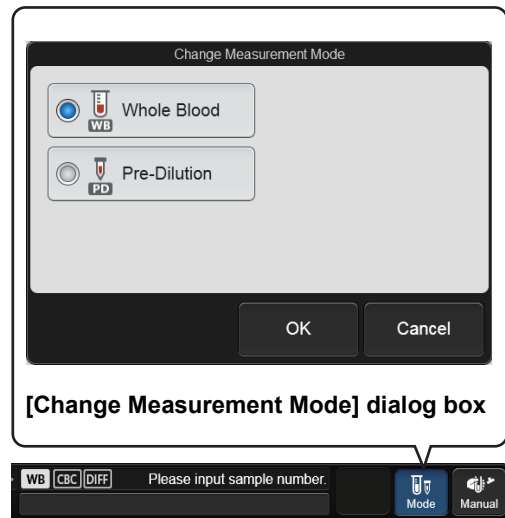 Change Measurement Mode
WB
Whole Blood
PD
Pre-Dilution
OK Cancel
[Change Measurement Mode] dialog box
WB CBC DIFF Please input sample number.
Mode Manual